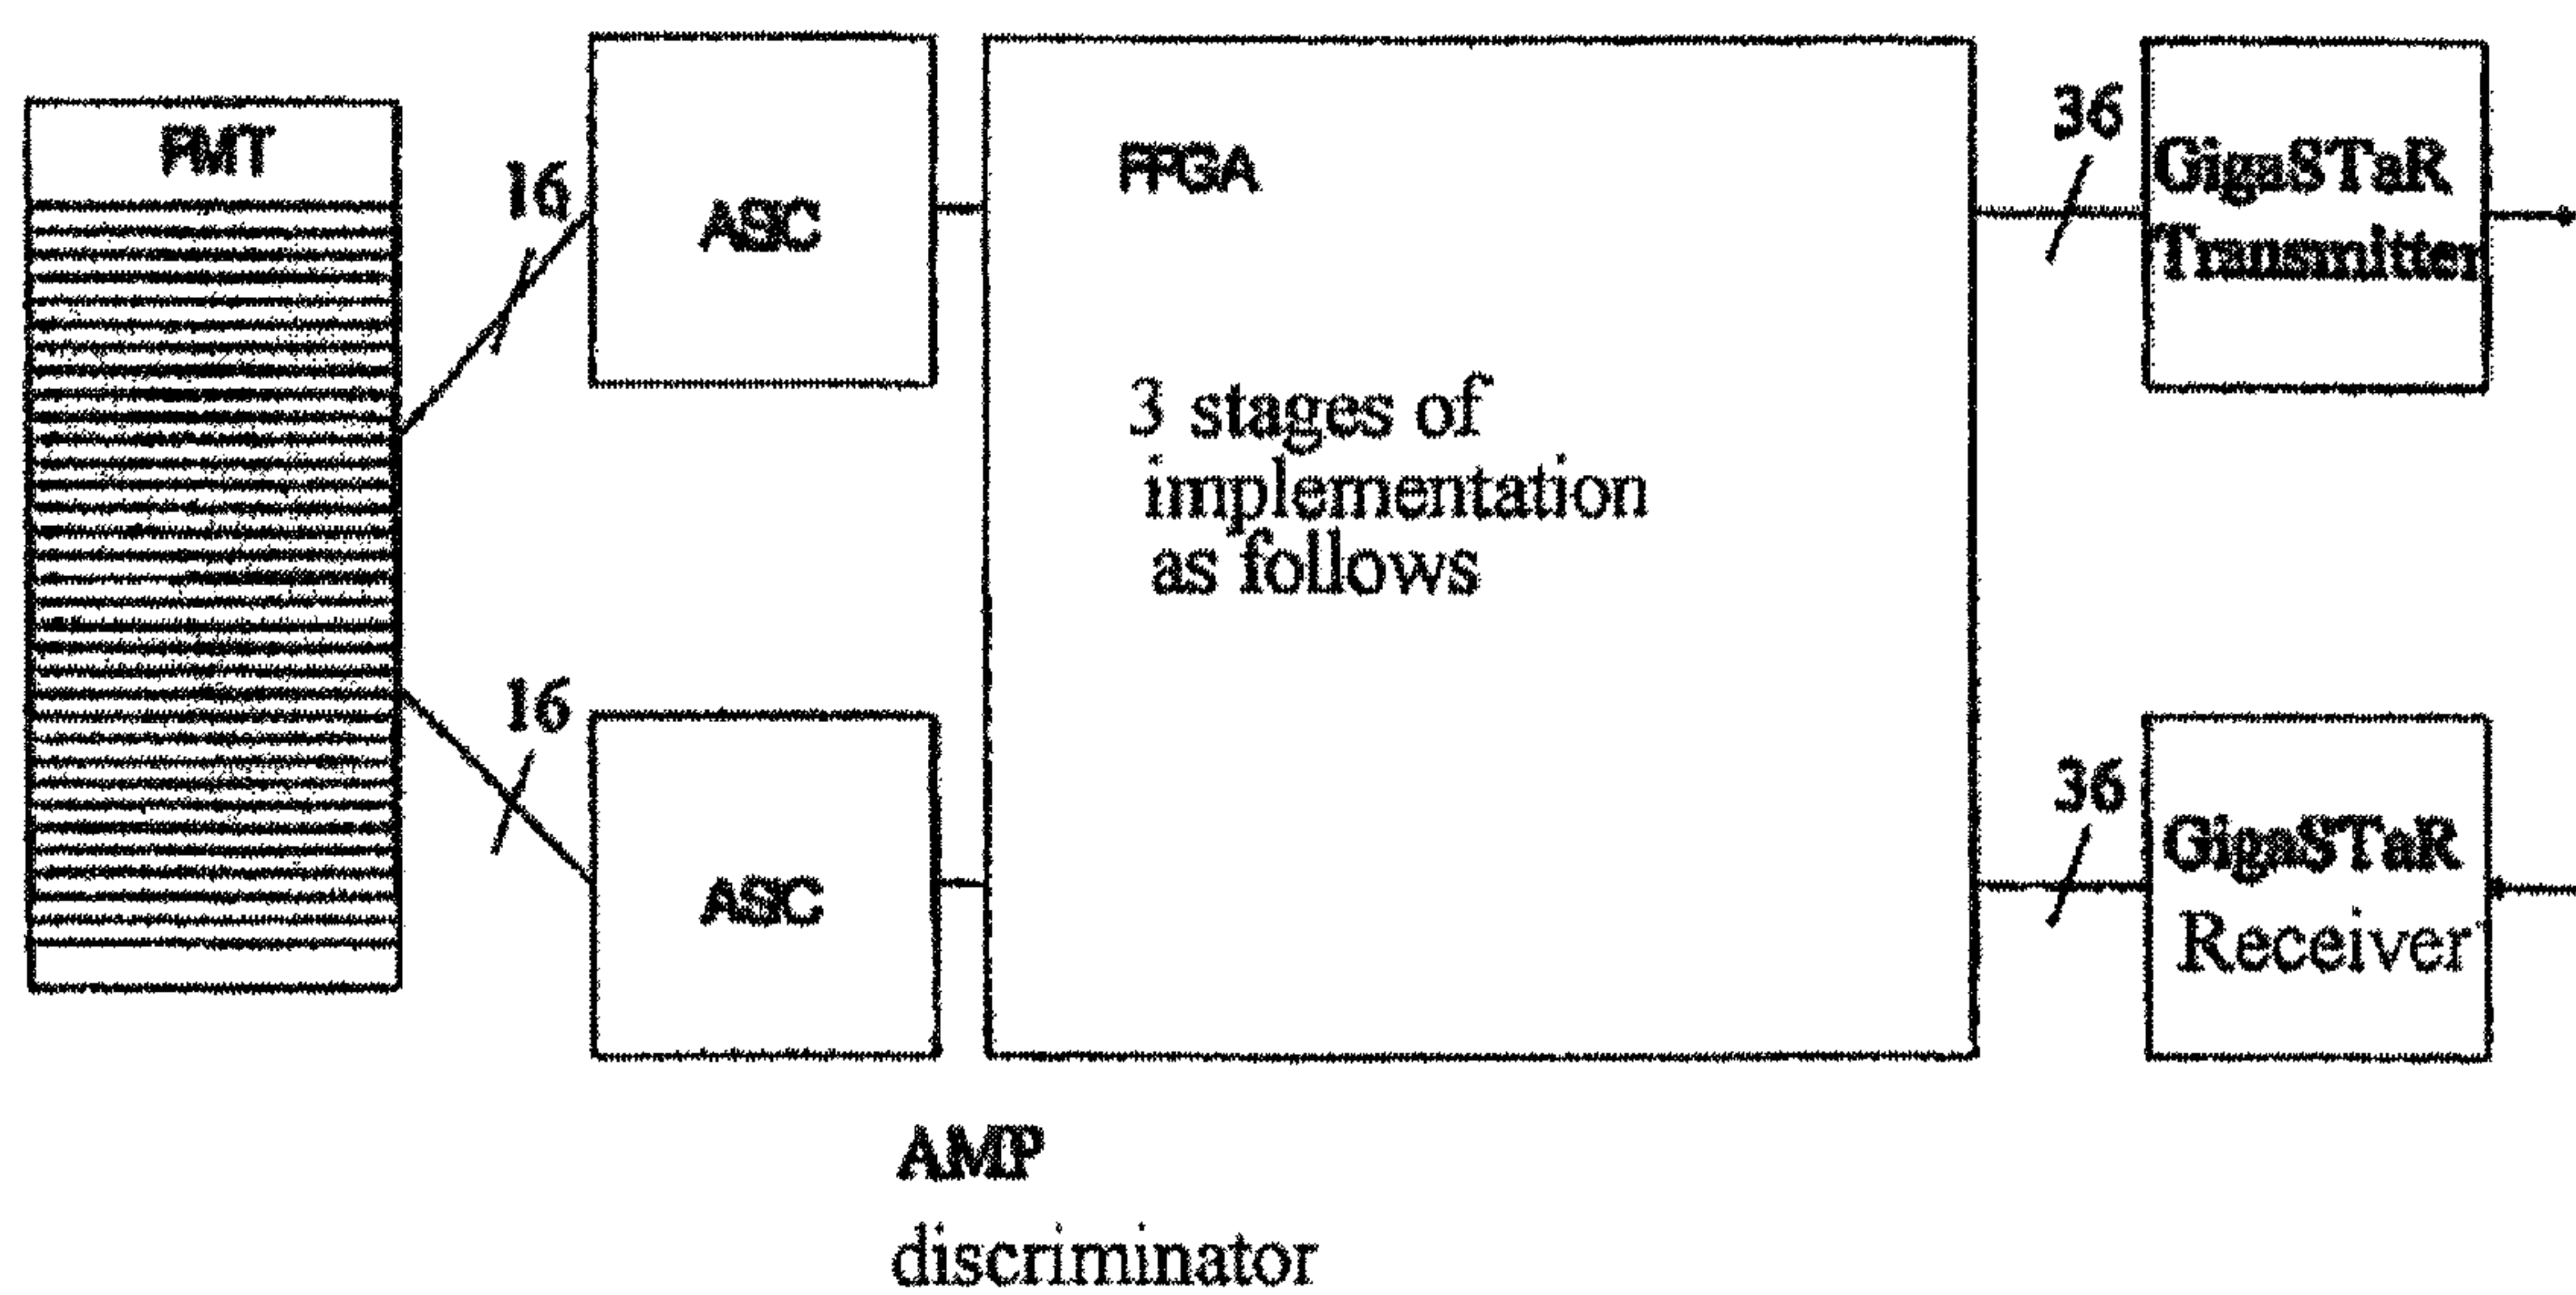 PMT
16
ASIC
FPGA
36
GigaSTaR
Transmitter
3 stages of
implementation
as follows
16
ASIC
36
GigaSTaR
Receiver
AMP
discriminator